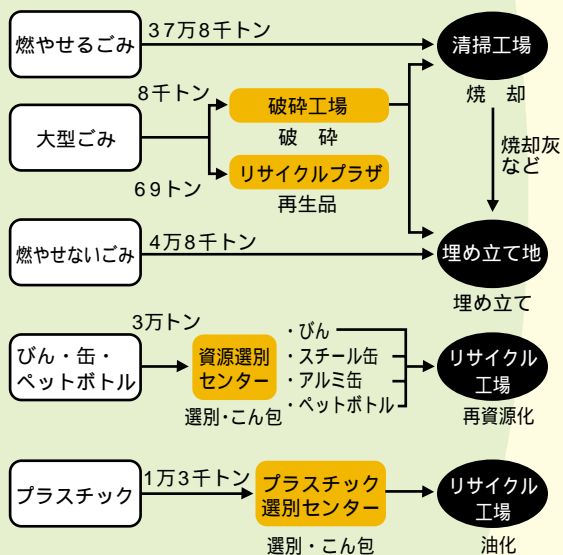 燃やせるごみ
37万8千トン
清掃工場
焼 却
大型ごみ
8千トン
破砕工場
破 砕
69トン
リサイクルプラザ
再生品
焼却灰
など
燃やせないごみ
4万8千トン
埋め立て地
埋め立て
びん・缶・
ペットボトル
3万トン
資源選別
センター
選別・こん包
・びん
・スチール缶
・アルミ缶
・ペットボトル
リサイクル
工場
再資源化
プラスチック
1万3千トン
プラスチック
選別センター
選別・こん包
リサイクル
工場
油化